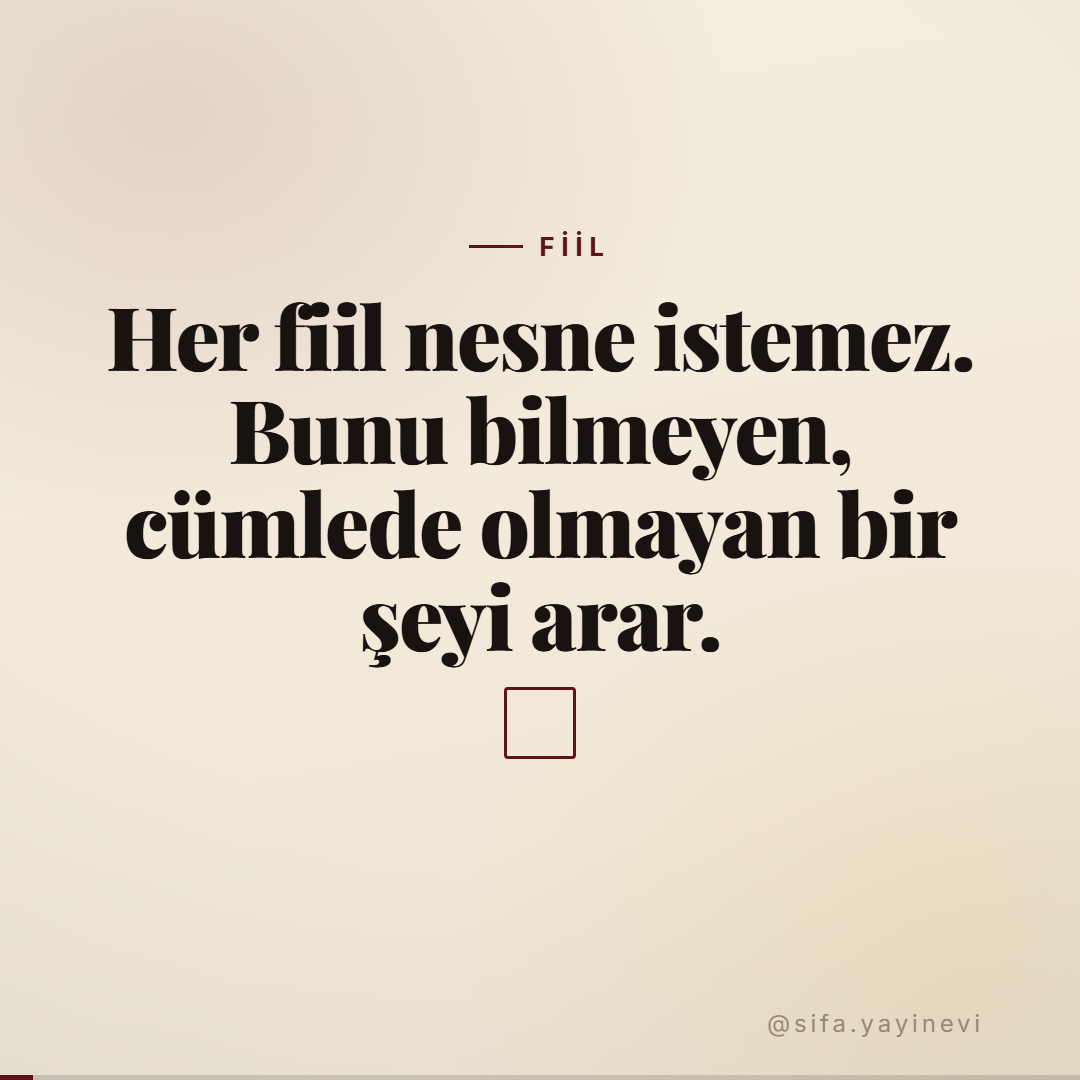 FİİL
Her fiil nesne istemez.
Bunu bilmeyen,
cümlede olmayan bir
şeyi arar.
@sifa.yayinevi